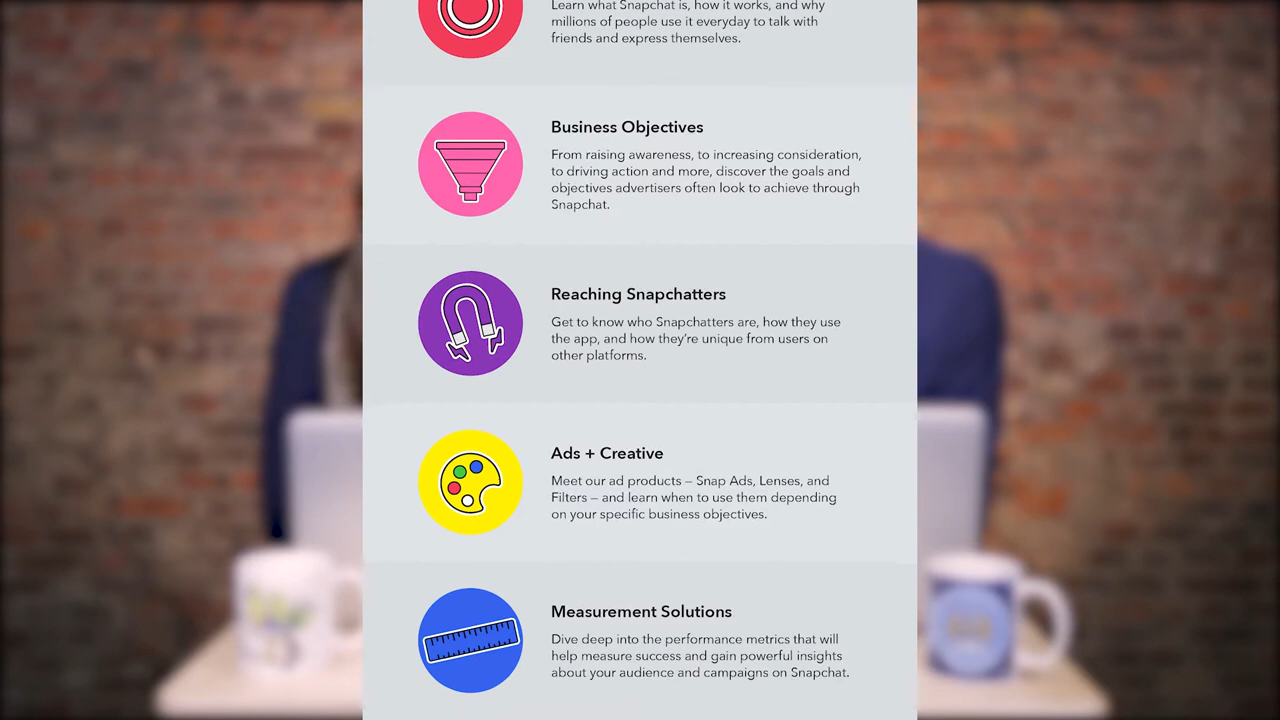 Learn what Snapchat is, how it works, and why
millions of people use it everyday to talk with
friends and express themselves.
Business Objectives
From raising awareness, to increasing consideration,
to driving action and more, discover the goals and
objectives advertisers often look to achieve through
Snapchat.
Reaching Snapchatters
Get to know who Snapchatters are, how they use
the app, and how they're unique from users on
other platforms.
Ads + Creative
Meet our ad products – Snap Ads, Lenses, and
Filters – and learn when to use them depending
on your specific business objectives.
Measurement Solutions
Dive deep into the performance metrics that will
help measure success and gain powerful insights
about your audience and campaigns on Snapchat.